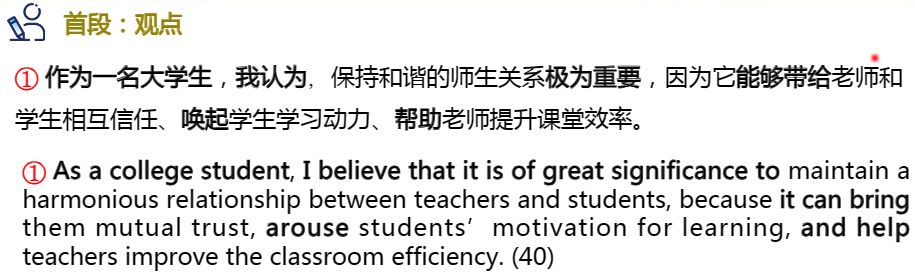 首段：观点
① 作为一名大学生，我认为，保持和谐的师生关系极为重要，因为它能够带给老师和
学生相互信任、唤起学生学习动力、帮助老师提升课堂效率。
① As a college student, I believe that it is of great significance to maintain a
harmonious relationship between teachers and students, because it can bring
them mutual trust, arouse students’ motivation for learning, and help
teachers improve the classroom efficiency. (40)